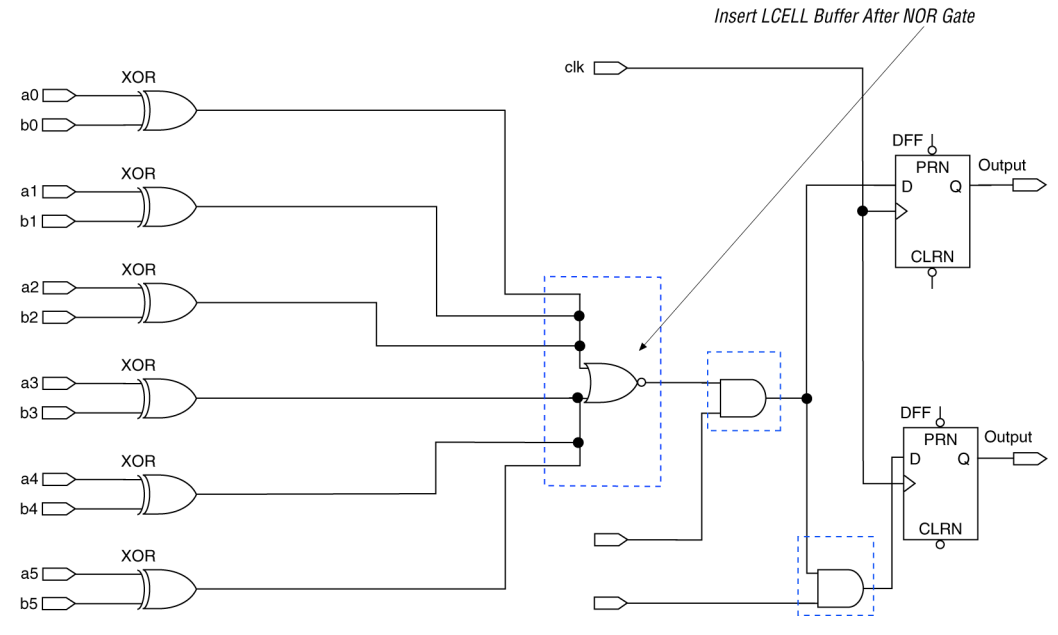 Insert LCELL Buffer After NOR Gate
clk
XOR
a0
b0
XOR
a1
b1
XOR
a2
b2
XOR
a3
b3
XOR
a4
b4
XOR
a5
b5
DFF
PRN
Output
D
Q
CLRN
DFF
PRN
Output
D
Q
CLRN